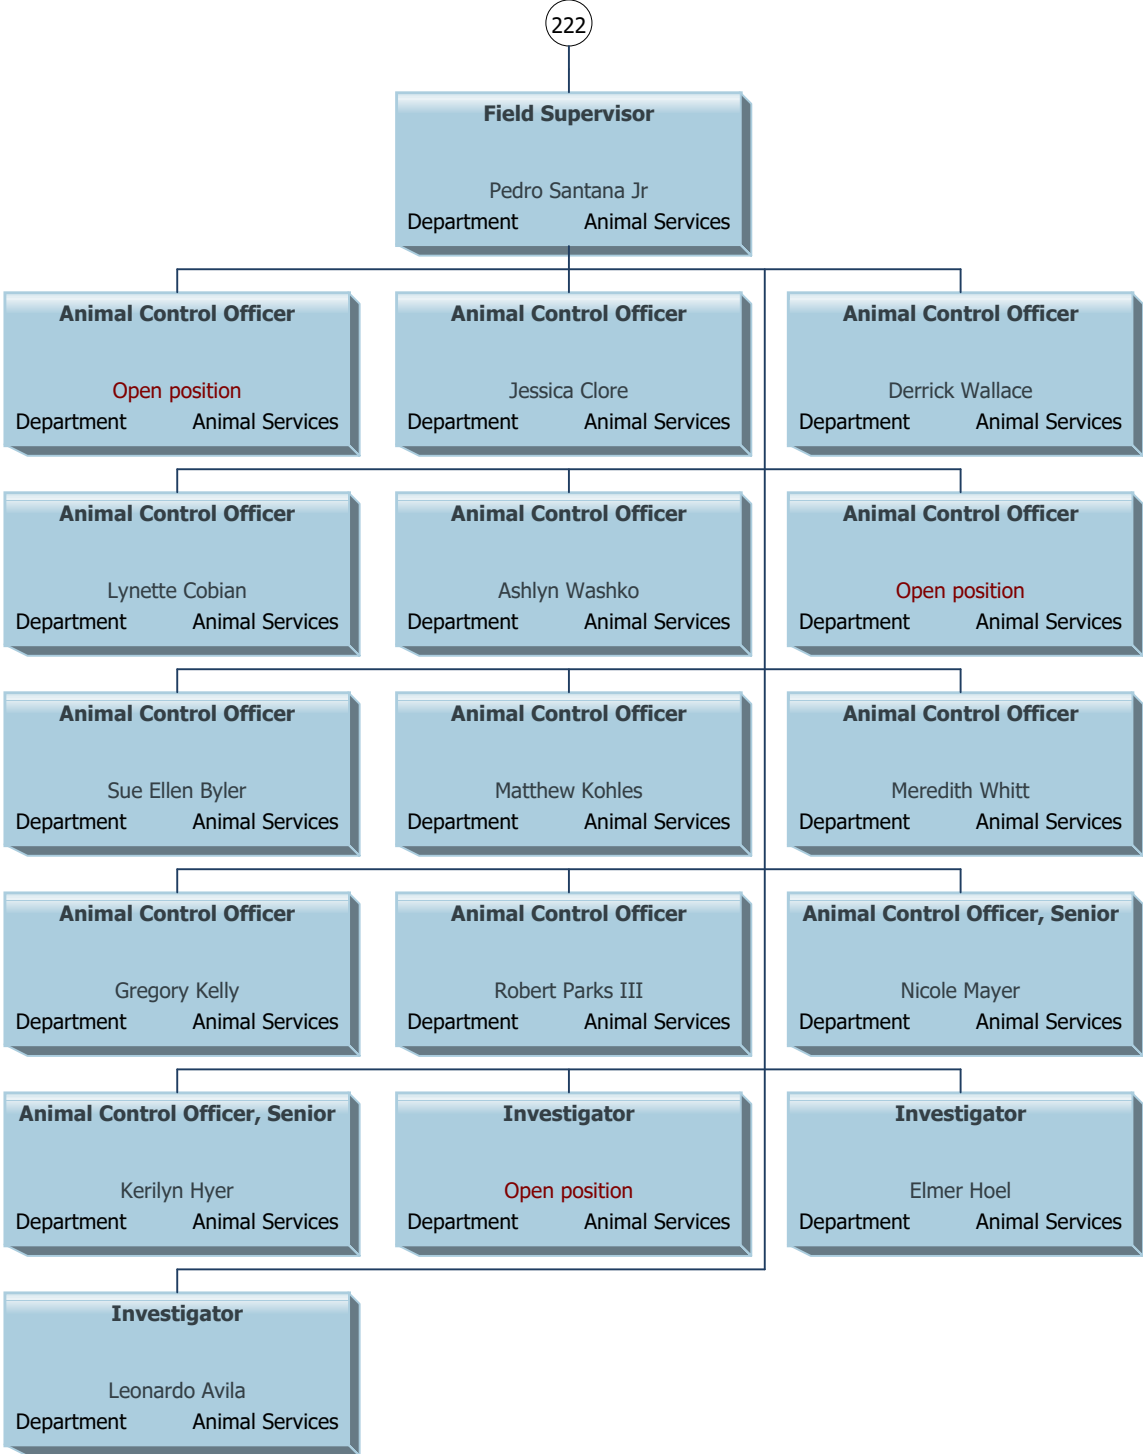 222
Field Supervisor
Pedro Santana Jr
Department Animal Services
Animal Control Officer
Open position
Department Animal Services
Animal Control Officer
Jessica Clore
Department Animal Services
Animal Control Officer
Derrick Wallace
Department Animal Services
Animal Control Officer
Lynette Cobian
Department Animal Services
Animal Control Officer
Ashlyn Washko
Department Animal Services
Animal Control Officer
Open position
Department Animal Services
Animal Control Officer
Sue Ellen Byler
Department Animal Services
Animal Control Officer
Matthew Kohles
Department Animal Services
Animal Control Officer
Meredith Whitt
Department Animal Services
Animal Control Officer
Gregory Kelly
Department Animal Services
Animal Control Officer
Robert Parks III
Department Animal Services
Animal Control Officer, Senior
Nicole Mayer
Department Animal Services
Animal Control Officer, Senior
Kerilyn Hyer
Department Animal Services
Investigator
Open position
Department Animal Services
Investigator
Elmer Hoel
Department Animal Services
Investigator
Leonardo Avila
Department Animal Services